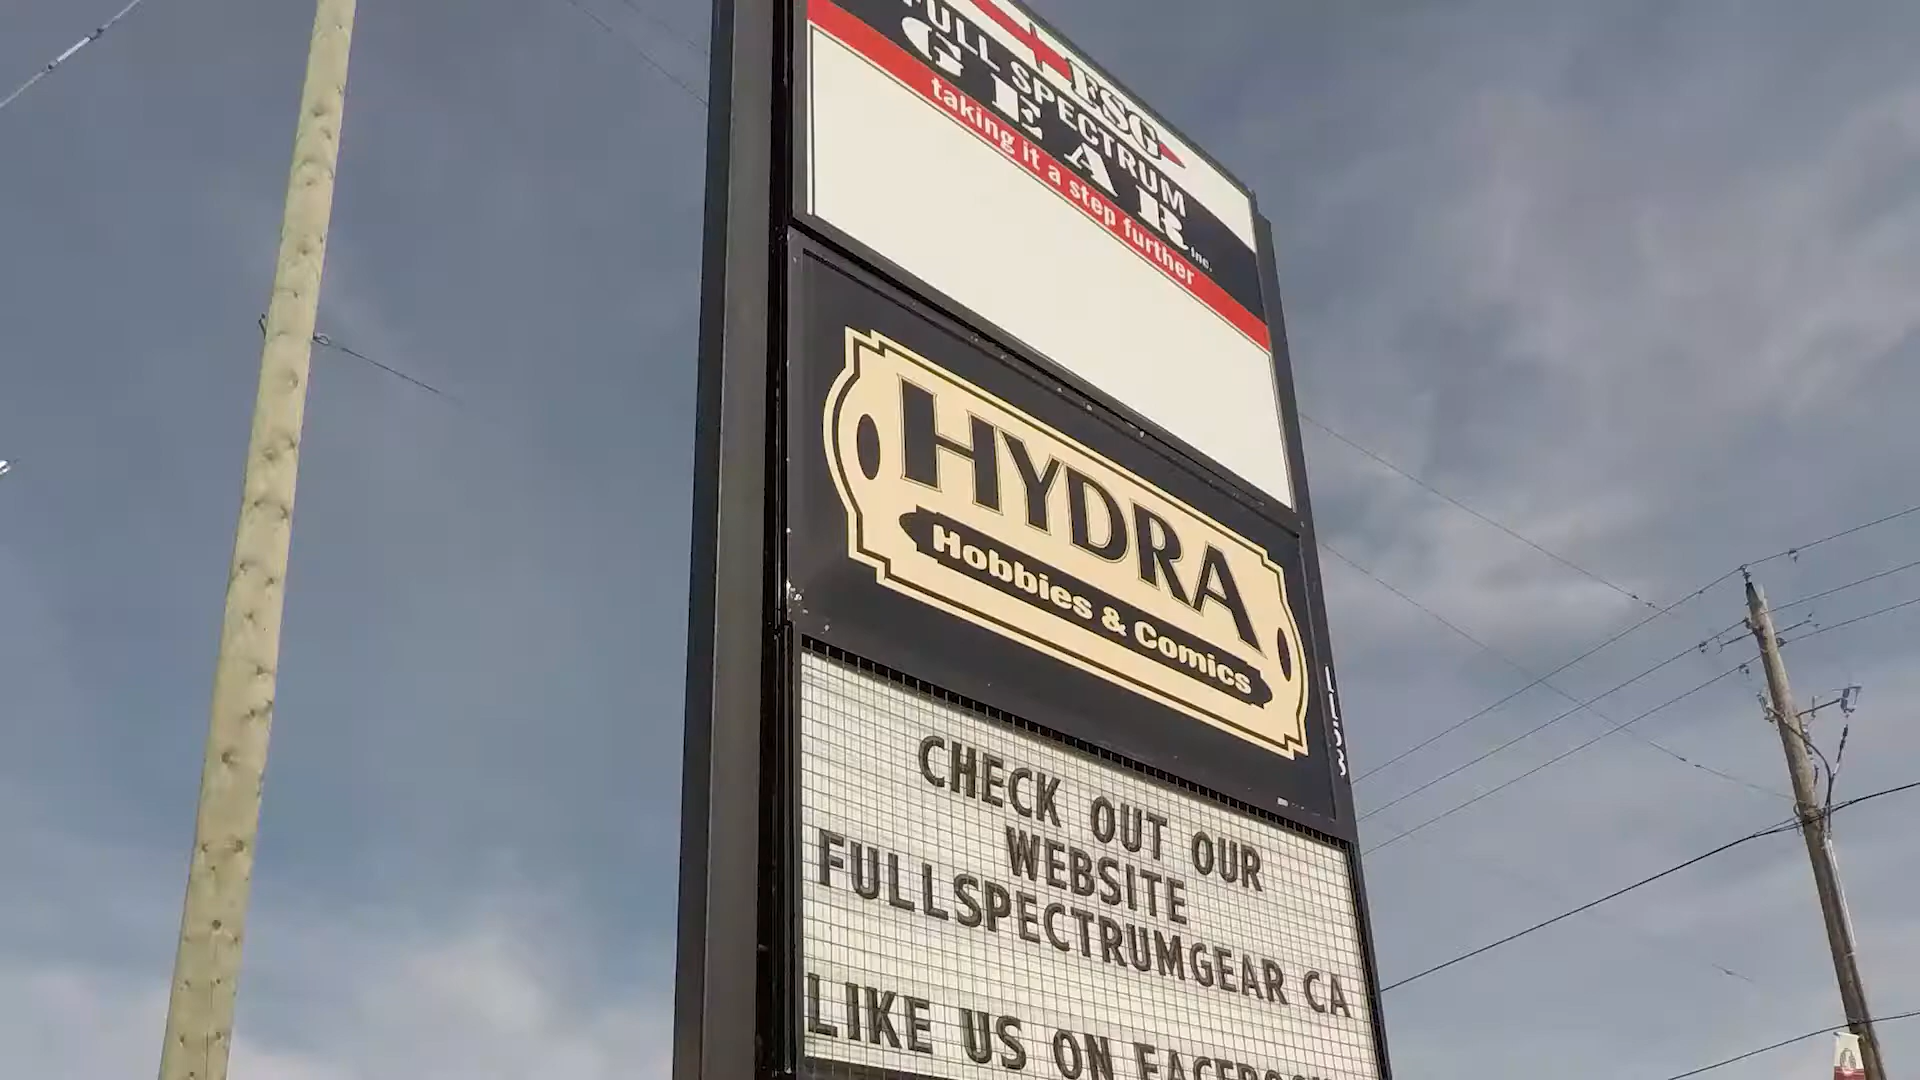 FSG
FULL SPECTRUM
GEAR inc.
taking it a step further
HYDRA
Hobbies & Comics
CHECK OUT OUR
WEBSITE
FULLSPECTRUMGEAR CA
LIKE US ON